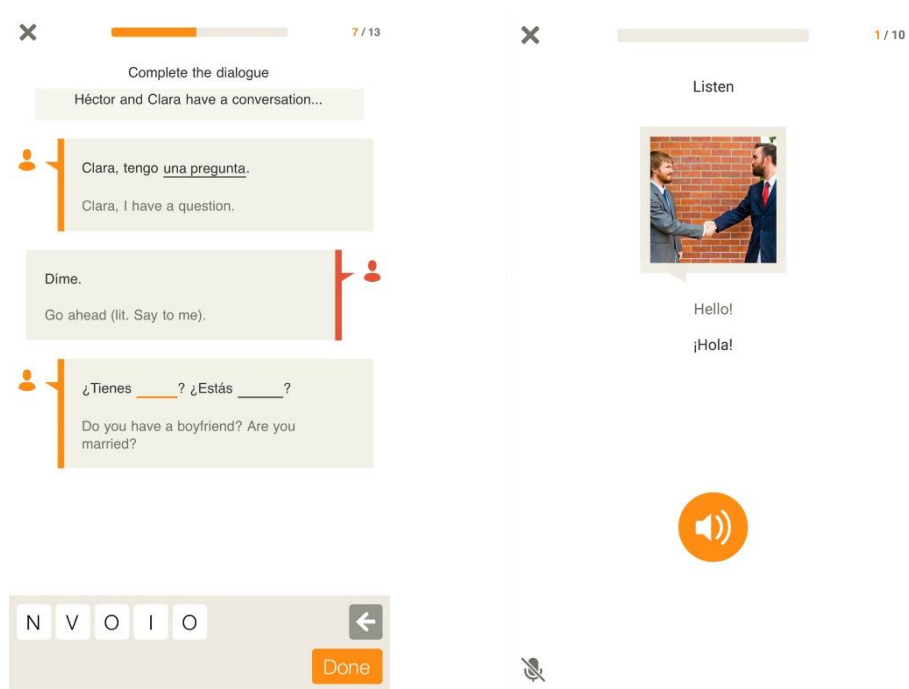 7 / 13
Complete the dialogue
Héctor and Clara have a conversation...
Clara, tengo una pregunta.
Clara, I have a question.
Díme.
Go ahead (lit. Say to me).
¿Tienes _____? ¿Estás _____?
Do you have a boyfriend? Are you
married?
N V O I O
Done
1 / 10
Listen
Hello!
¡Hola!